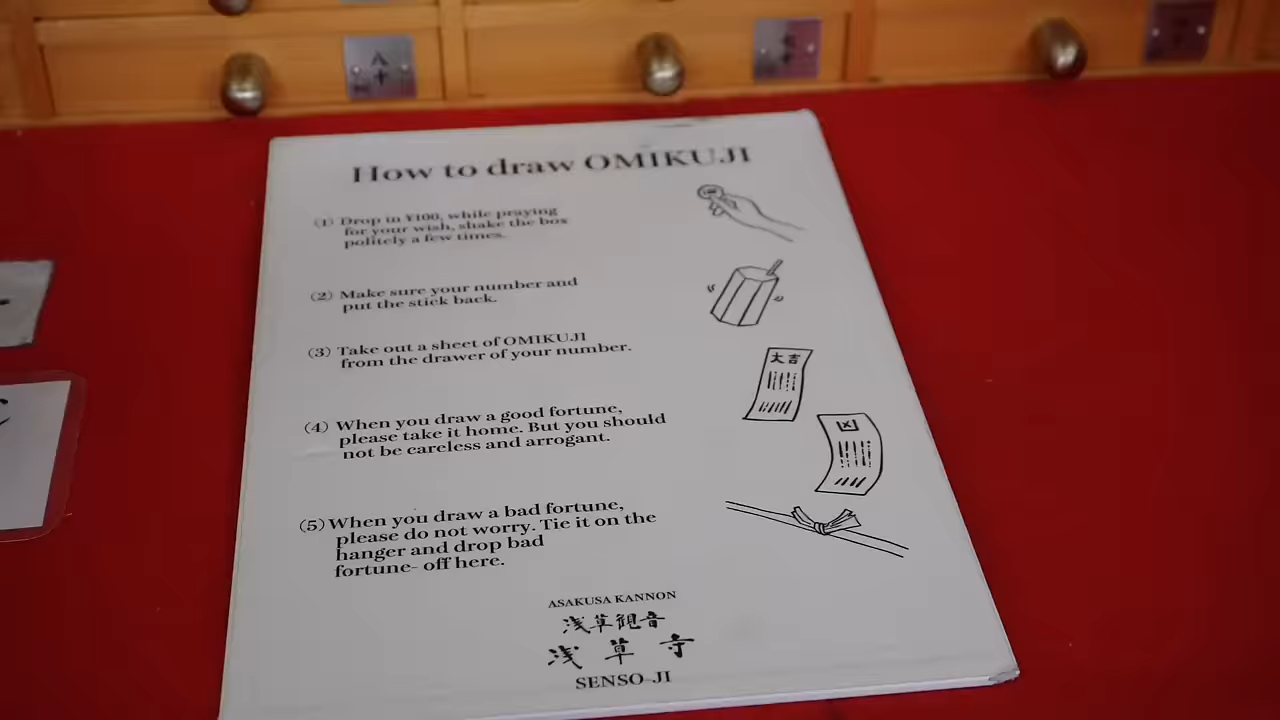 八十
How to draw OMIKUJI
(1) Drop in ¥100, while praying
for your wish, shake the box
politely a few times.
(2) Make sure your number and
put the stick back.
(3) Take out a sheet of OMIKUJI
from the drawer of your number.
大吉
(4) When you draw a good fortune,
please take it home. But you should
not be careless and arrogant.
凶
(5) When you draw a bad fortune,
please do not worry. Tie it on the
hanger and drop bad
fortune- off here.
ASAKUSA KANNON
浅草観音
浅草寺
SENSO-JI